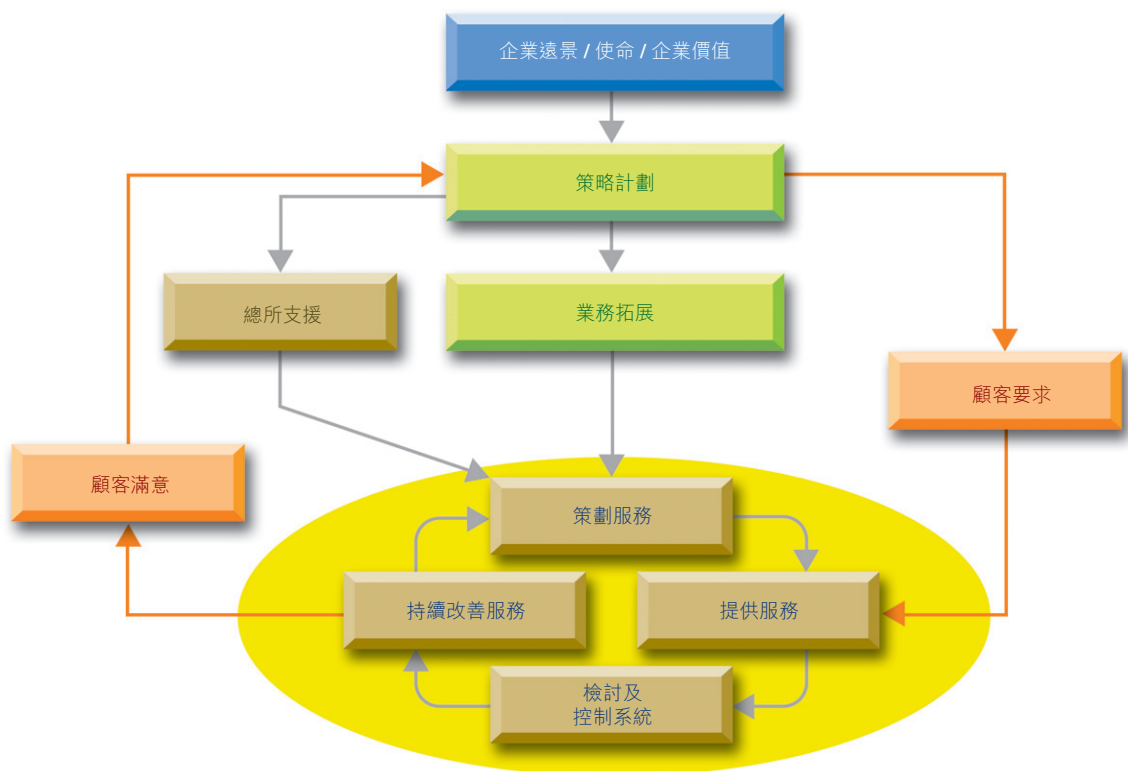 企業遠景 / 使命 / 企業價值
策略計劃
總所支援
業務拓展
顧客要求
顧客滿意
策劃服務
持續改善服務
提供服務
檢討及
控制系統